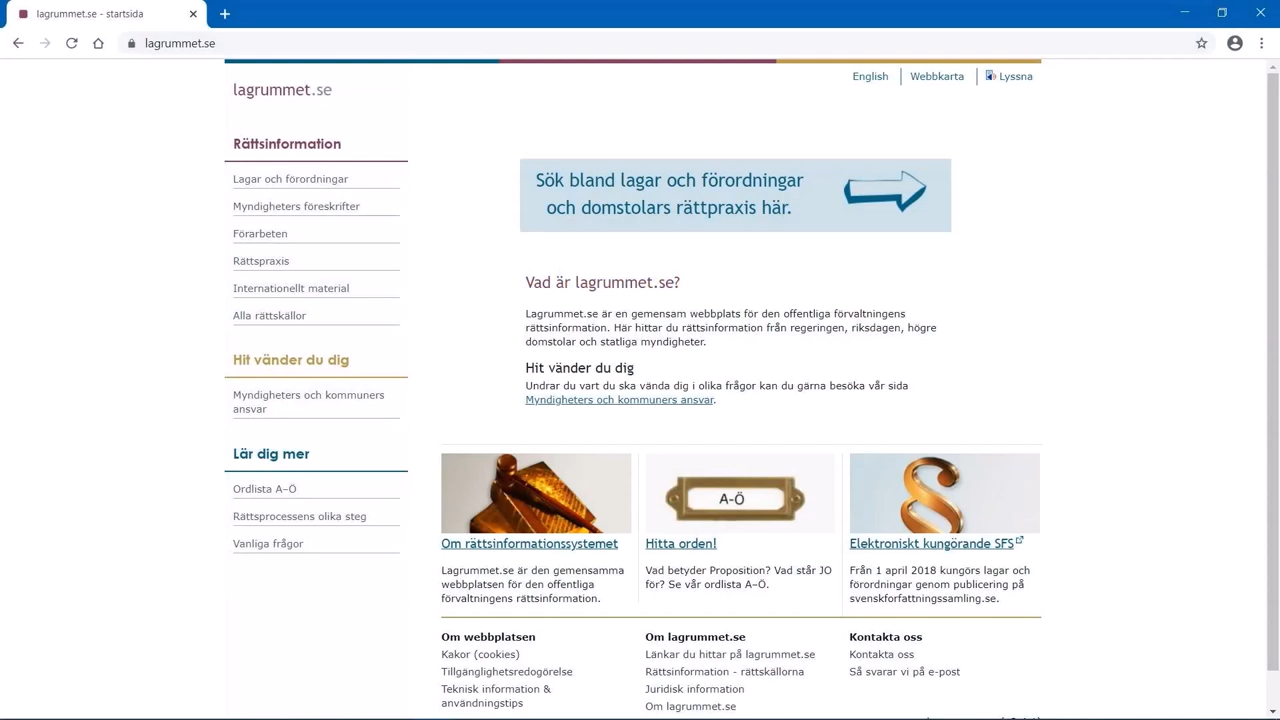 lagrummet.se - startsida
lagrummet.se
English
Webbkarta
Lyssna
lagrummet.se
Rättsinformation
Lagar och förordningar
Myndigheters föreskrifter
Förarbeten
Rättspraxis
Internationellt material
Alla rättskällor
Hit vänder du dig
Myndigheters och kommuners
ansvar
Lär dig mer
Ordlista A–Ö
Rättsprocessens olika steg
Vanliga frågor
Sök bland lagar och förordningar
och domstolars rättpraxis här.
Vad är lagrummet.se?
Lagrummet.se är en gemensam webbplats för den offentliga förvaltningens
rättsinformation. Här hittar du rättsinformation från regeringen, riksdagen, högre
domstolar och statliga myndigheter.
Hit vänder du dig
Undrar du vart du ska vända dig i olika frågor kan du gärna besöka vår sida
Myndigheters och kommuners ansvar.
Om rättsinformationssystemet
Lagrummet.se är den gemensamma
webbplatsen för den offentliga
förvaltningens rättsinformation.
A-Ö
Hitta orden!
Vad betyder Proposition? Vad står JO
för? Se vår ordlista A–Ö.
§
Elektroniskt kungörande SFS
Från 1 april 2018 kungörs lagar och
förordningar genom publicering på
svenskforfattningssamling.se.
Om webbplatsen
Kakor (cookies)
Tillgänglighetsredogörelse
Teknisk information &
användningstips
Om lagrummet.se
Länkar du hittar på lagrummet.se
Rättsinformation - rättskällorna
Juridisk information
Om lagrummet.se
Kontakta oss
Kontakta oss
Så svarar vi på e-post